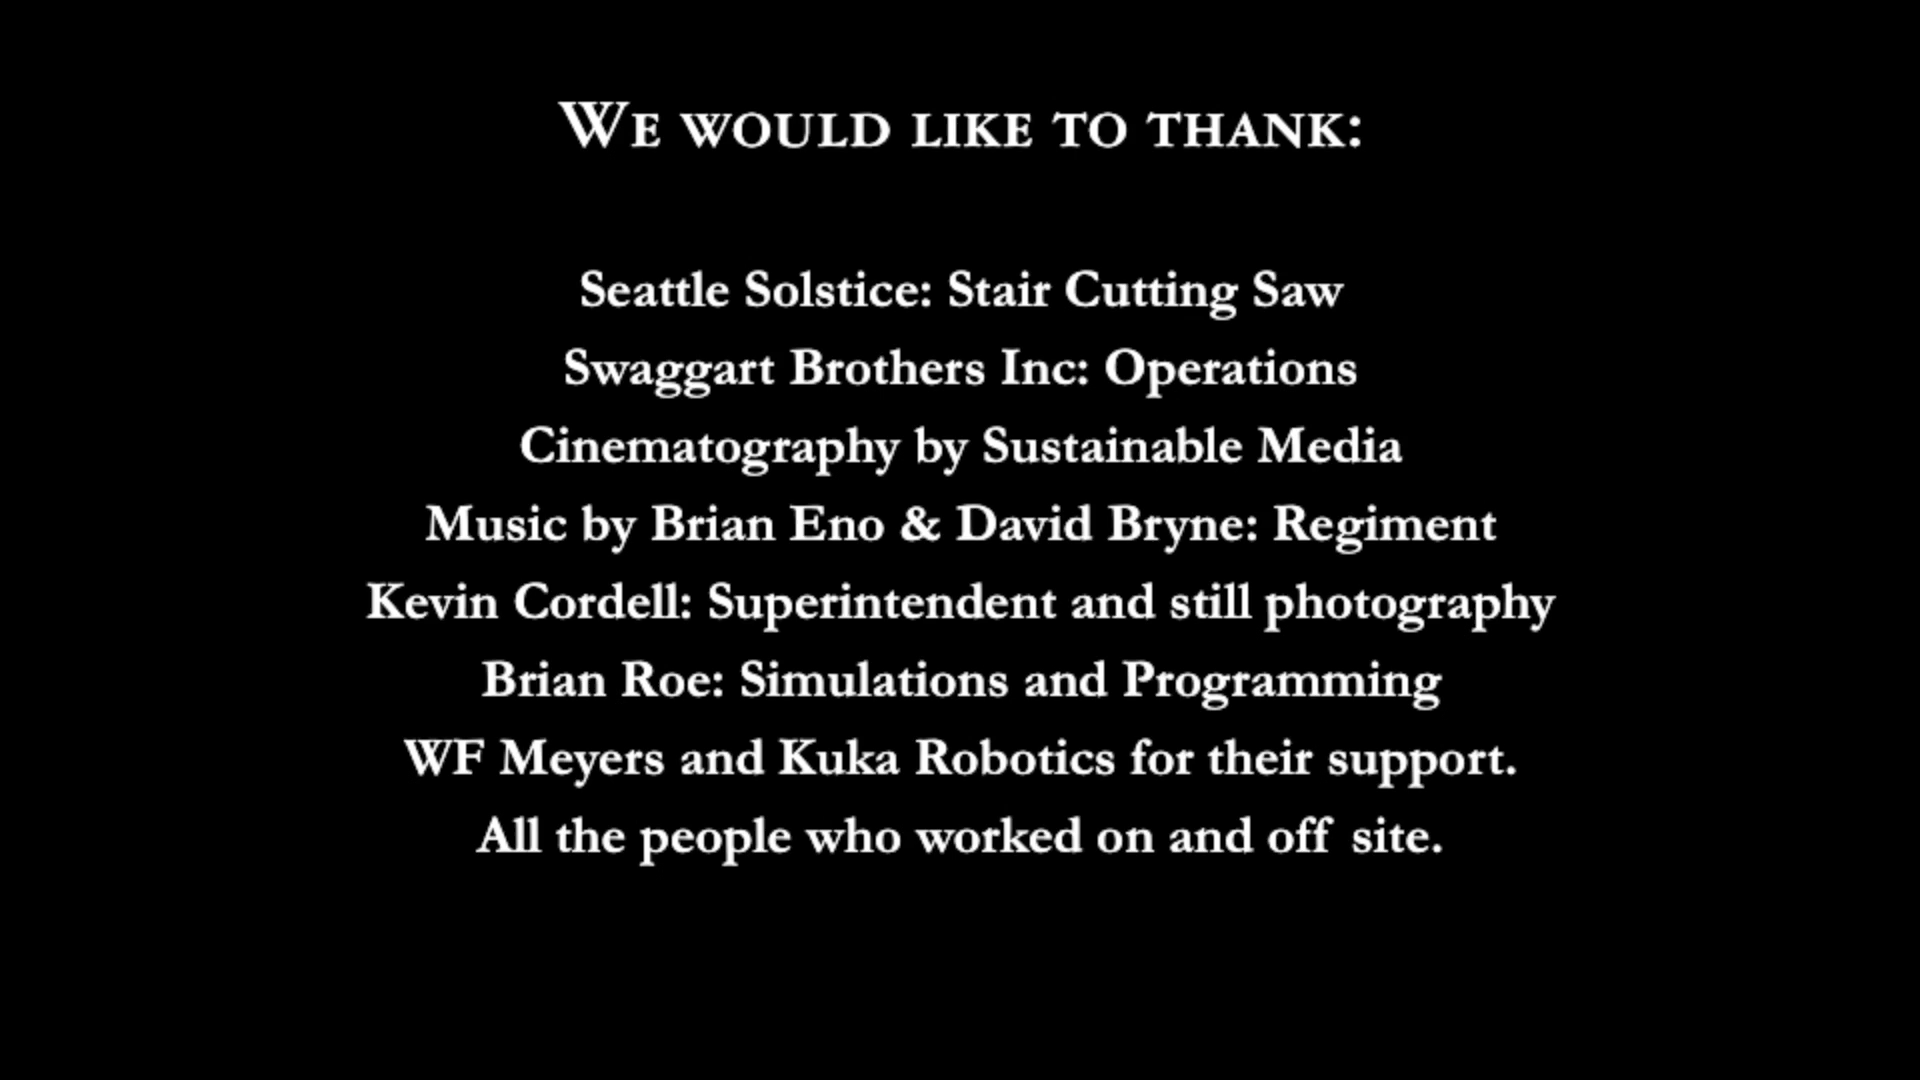 We would like to thank:
Seattle Solstice: Stair Cutting Saw
Swaggart Brothers Inc: Operations
Cinematography by Sustainable Media
Music by Brian Eno & David Bryne: Regiment
Kevin Cordell: Superintendent and still photography
Brian Roe: Simulations and Programming
WF Meyers and Kuka Robotics for their support.
All the people who worked on and off site.